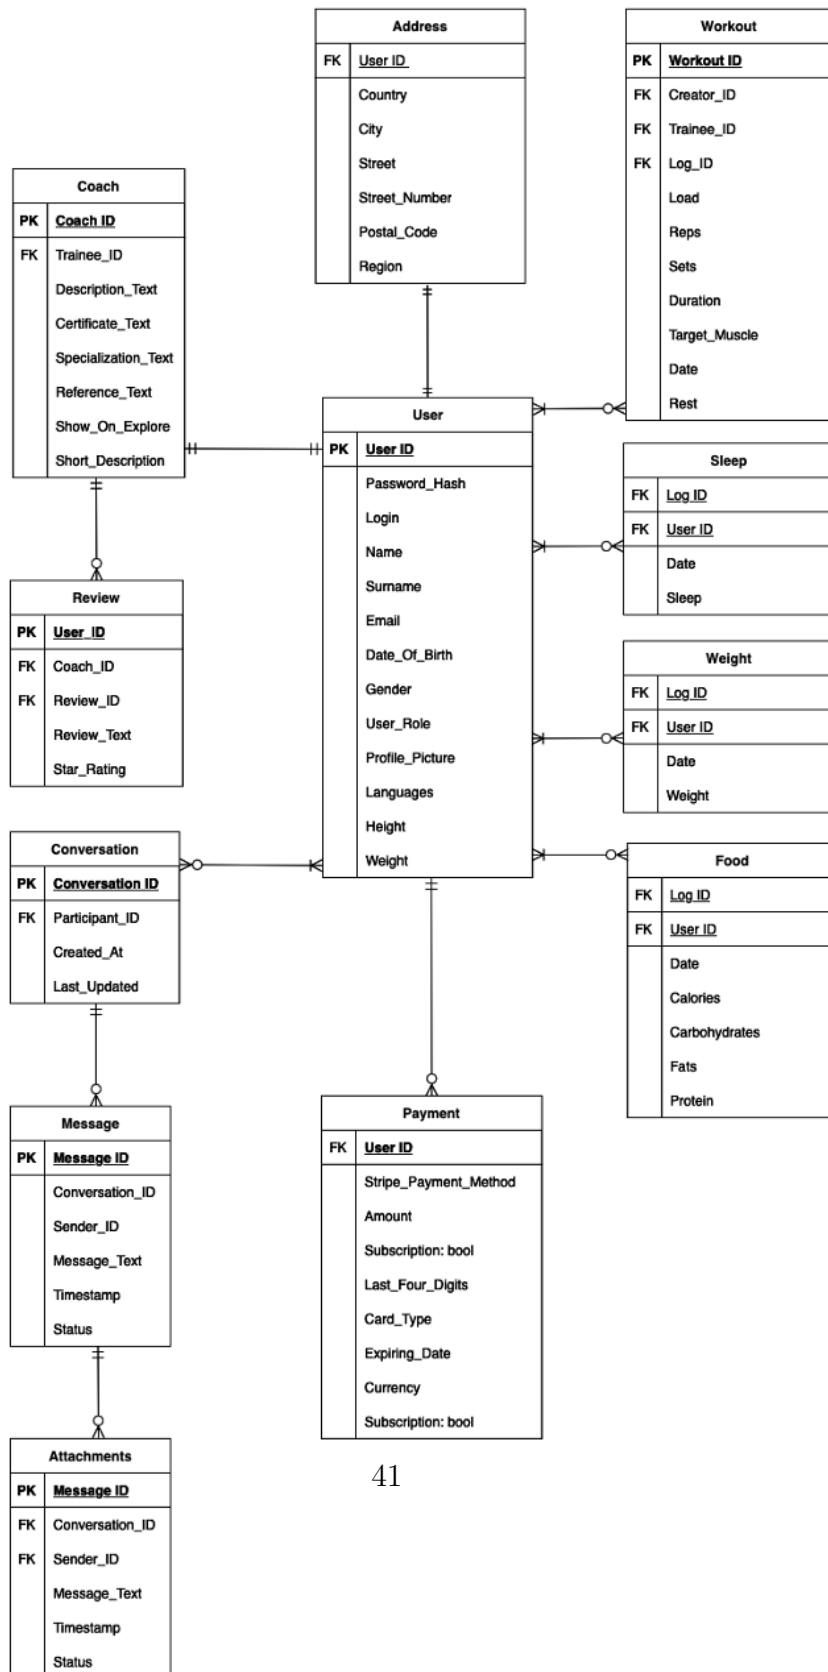 Address
FK User ID
Country
City
Street
Street_Number
Postal_Code
Region
Workout
PK Workout ID
FK Creator_ID
FK Trainee_ID
FK Log_ID
Load
Reps
Sets
Duration
Target_Muscle
Date
Rest
Coach
PK Coach ID
FK Trainee_ID
Description_Text
Certificate_Text
Specialization_Text
Reference_Text
Show_On_Explore
Short_Description
User
PK User ID
Password_Hash
Login
Name
Surname
Email
Date_Of_Birth
Gender
User_Role
Profile_Picture
Languages
Height
Weight
Sleep
FK Log ID
FK User ID
Date
Sleep
Review
PK User_ID
FK Coach_ID
FK Review_ID
Review_Text
Star_Rating
Weight
FK Log ID
FK User ID
Date
Weight
Conversation
PK Conversation ID
FK Participant_ID
Created_At
Last_Updated
Food
FK Log ID
FK User ID
Date
Calories
Carbohydrates
Fats
Protein
Message
PK Message ID
Conversation_ID
Sender_ID
Message_Text
Timestamp
Status
Payment
FK User ID
Stripe_Payment_Method
Amount
Subscription: bool
Last_Four_Digits
Card_Type
Expiring_Date
Currency
Subscription: bool
Attachments
PK Message ID
FK Conversation_ID
FK Sender_ID
Message_Text
Timestamp
Status
41